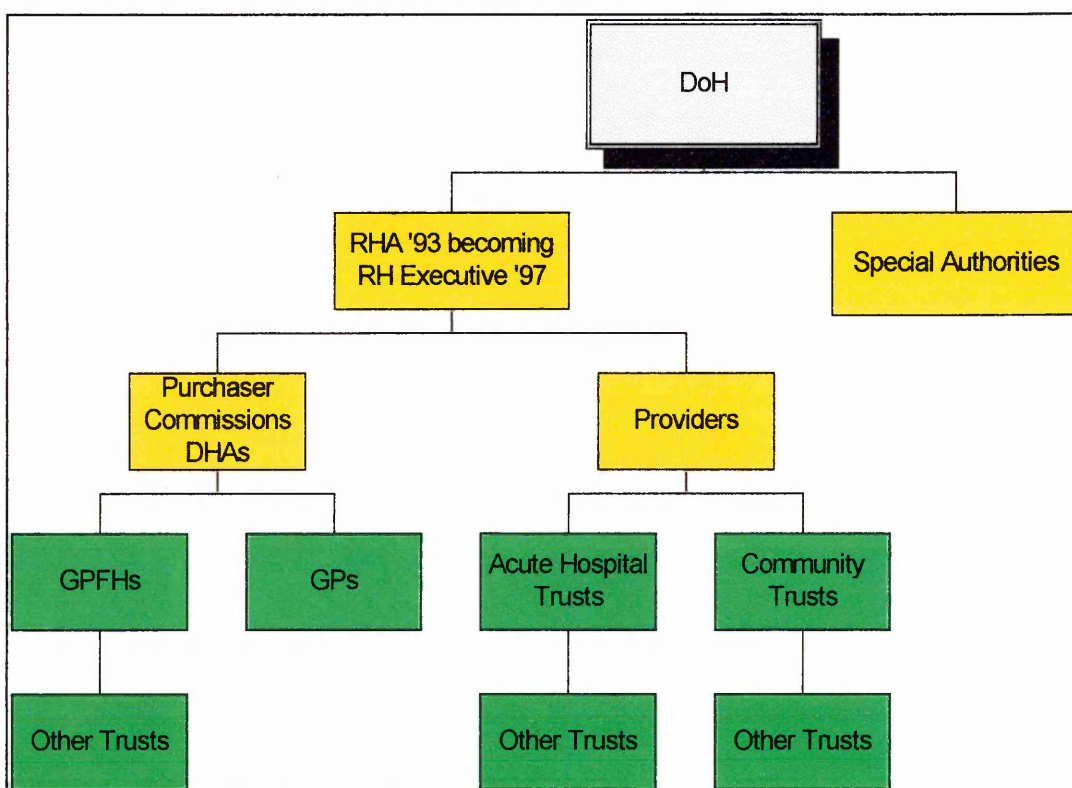 DoH
RHA '93 becoming
RH Executive '97
Special Authorities
Purchaser
Commissions
DHAs
Providers
GPFHs
GPs
Acute Hospital
Trusts
Community
Trusts
Other Trusts
Other Trusts
Other Trusts